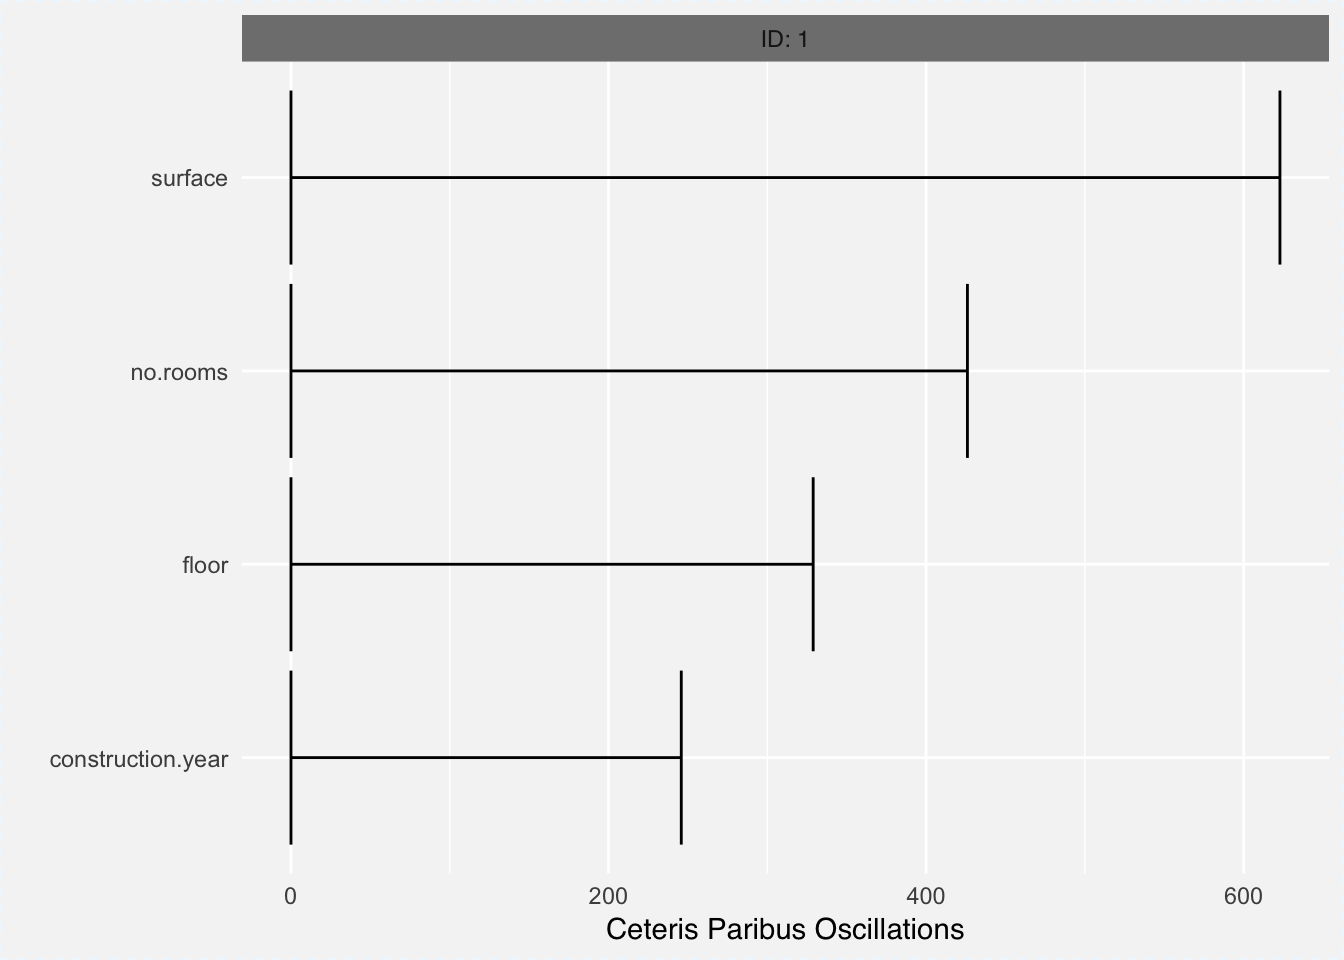 ID: 1
surface
no.rooms
floor
construction.year
0 200 400 600
Ceteris Paribus Oscillations